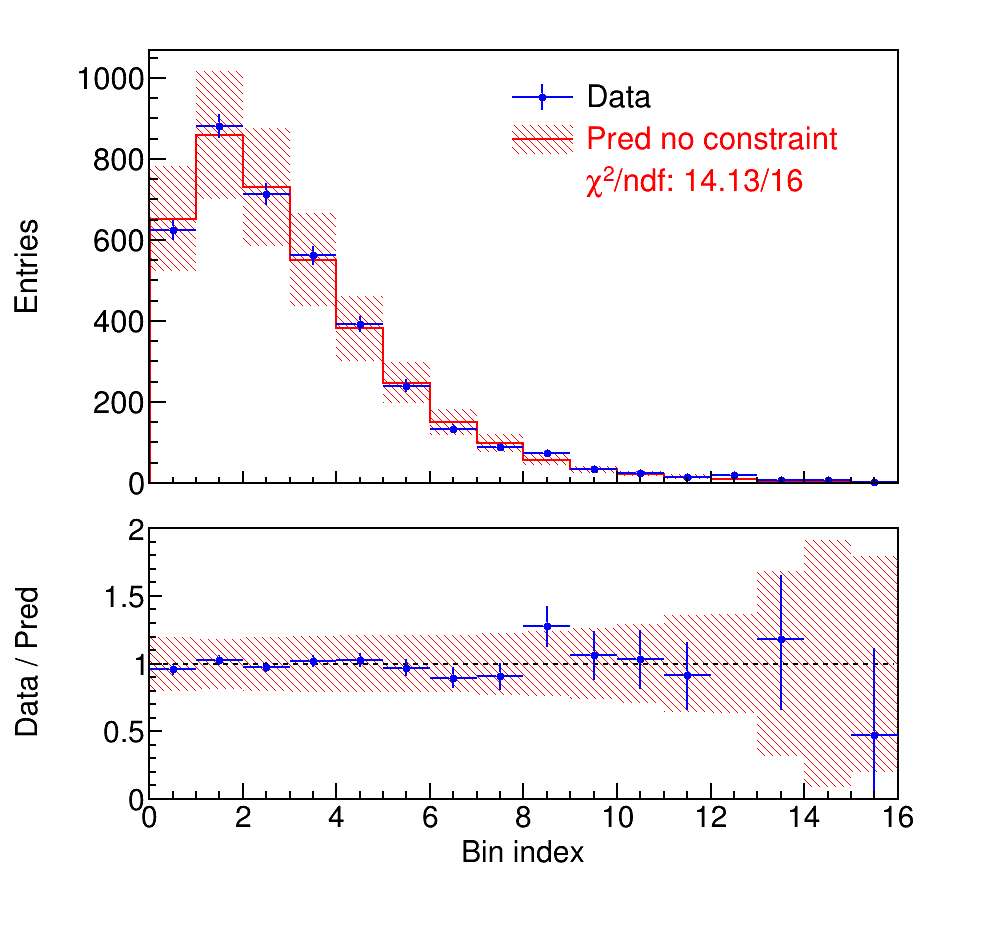 1000
800
600
400
200
0
Entries
Data
Pred no constraint
χ²/ndf: 14.13/16
2
1.5
1
0.5
0
Data / Pred
0 2 4 6 8 10 12 14 16
Bin index